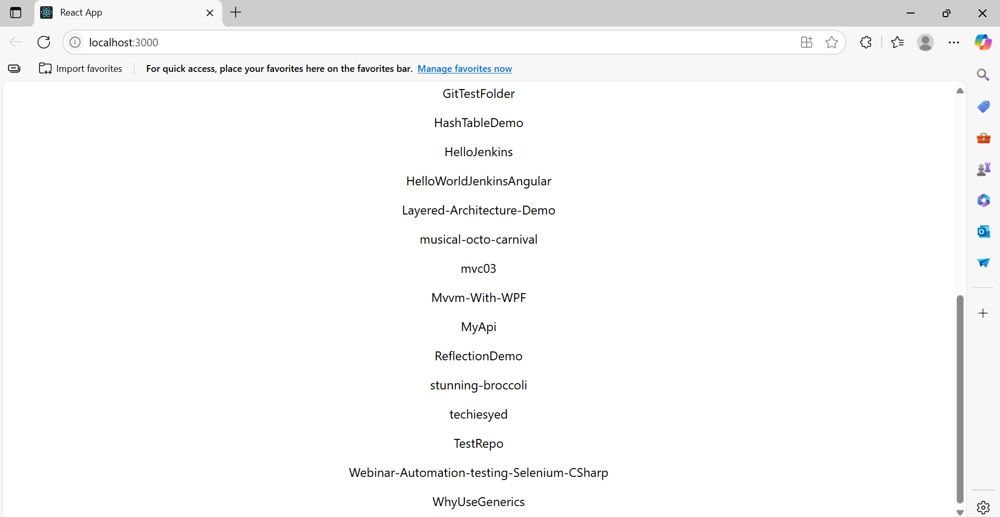 React App
localhost:3000
Import favorites
For quick access, place your favorites here on the favorites bar. Manage favorites now
GitTestFolder
HashTableDemo
HelloJenkins
HelloWorldJenkinsAngular
Layered-Architecture-Demo
musical-octo-carnival
mvc03
Mvvm-With-WPF
MyApi
ReflectionDemo
stunning-broccoli
techiesyed
TestRepo
Webinar-Automation-testing-Selenium-CSharp
WhyUseGenerics